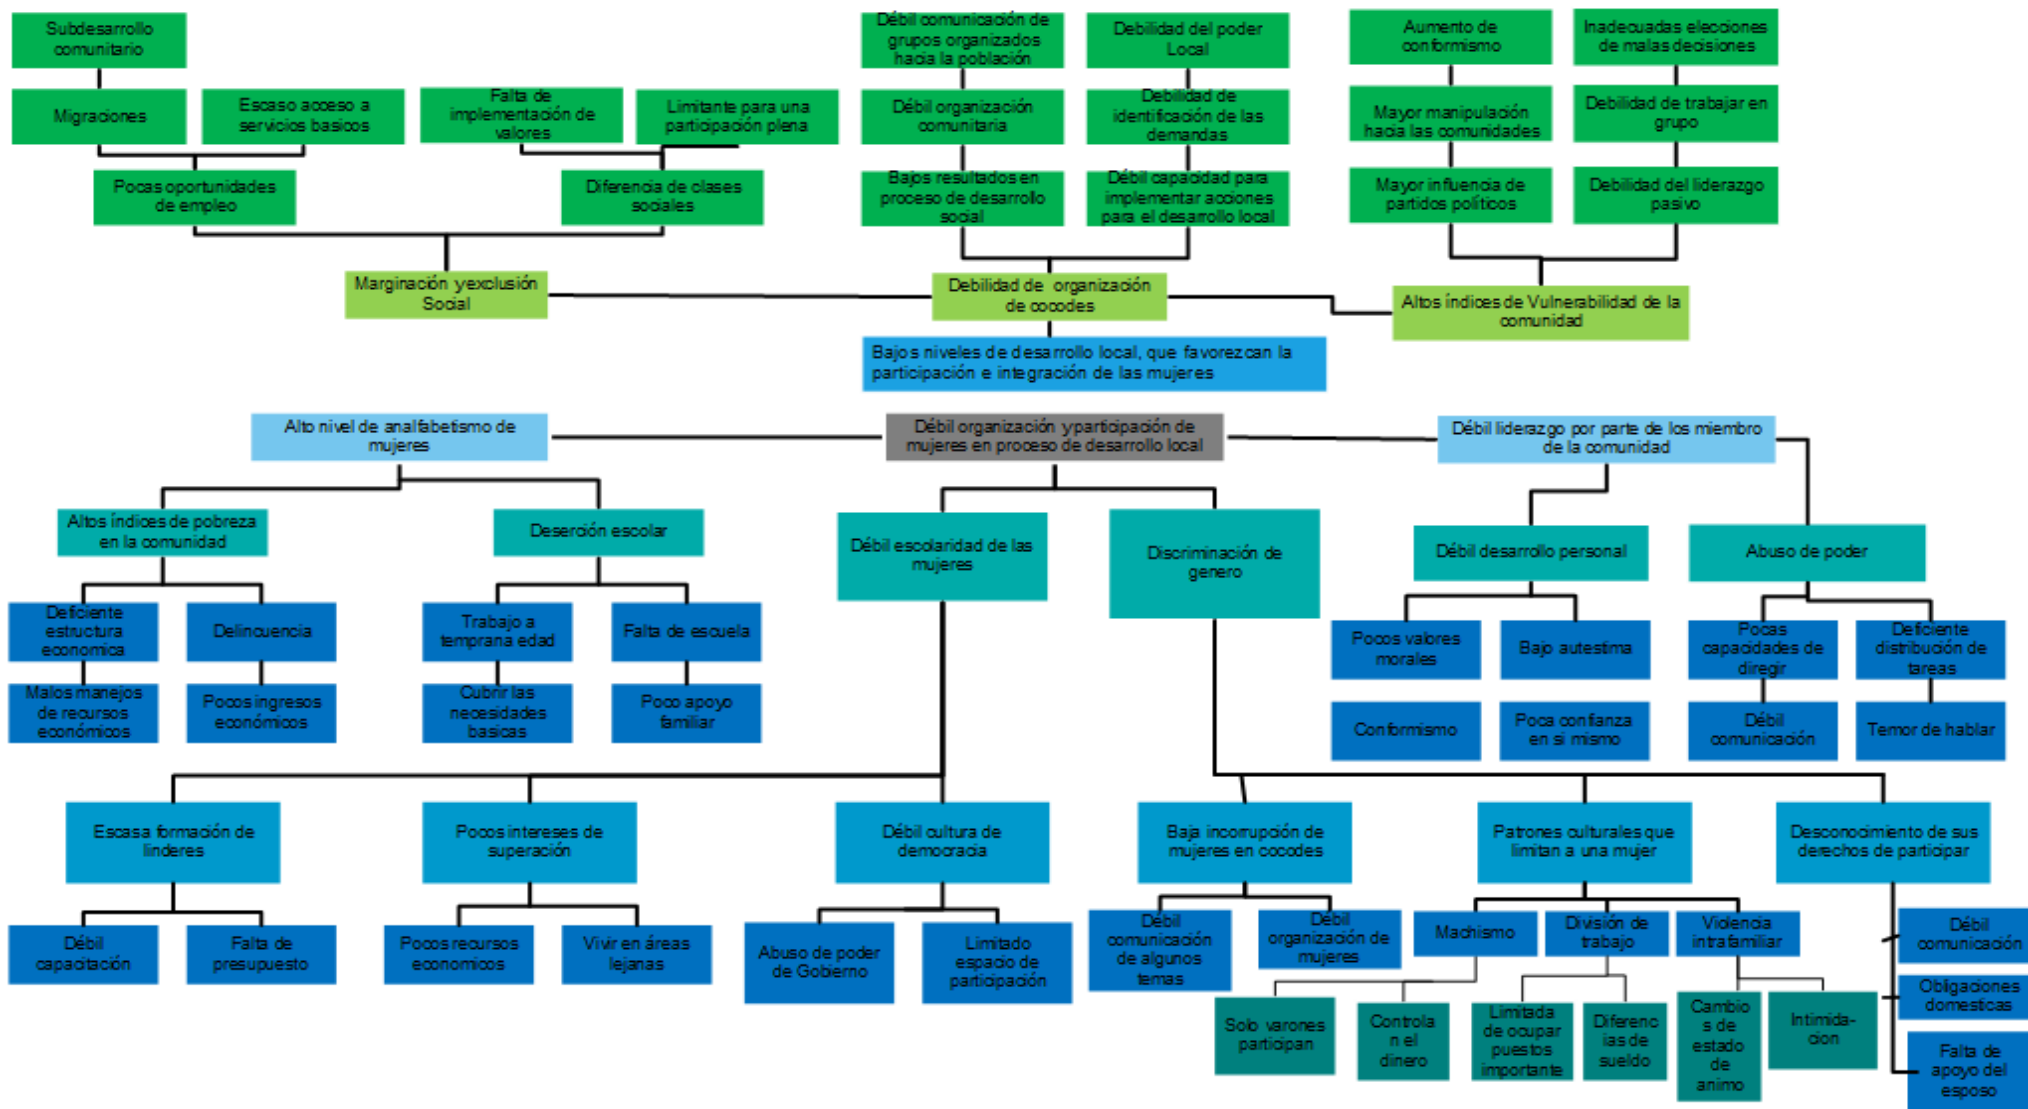 Subdesarrollo
comunitario
Débil comunicación de
grupos organizados
hacia la población
Debilidad del poder
Local
Aumento de
conformismo
Inadecuadas elecciones
de malas decisiones
Migraciones
Escaso acceso a
servicios basicos
Falta de
implementación de
valores
Limitante para una
participación plena
Débil organización
comunitaria
Debilidad de
identificación de las
demandas
Mayor manipulación
hacia las comunidades
Debilidad de trabajar en
grupo
Pocas oportunidades
de empleo
Diferencia de clases
sociales
Bajos resultados en
proceso de desarrollo
social
Débil capacidad para
implementar acciones
para el desarrollo local
Mayor influencia de
partidos políticos
Debilidad del liderazgo
pasivo
Marginación y exclusión
Social
Debilidad de organización
de cocodes
Altos índices de Vulnerabilidad de la
comunidad
Bajos niveles de desarrollo local, que favorezcan la
participación e integración de las mujeres
Alto nivel de analfabetismo de
mujeres
Débil organización y participación de
mujeres en proceso de desarrollo local
Débil liderazgo por parte de los miembro
de la comunidad
Altos índices de pobreza
en la comunidad
Deserción escolar
Débil escolaridad de las
mujeres
Discriminación de
genero
Débil desarrollo personal
Abuso de poder
Deficiente
estructura
economica
Delincuencia
Trabajo a
temprana edad
Falta de escuela
Pocos valores
morales
Bajo autestima
Pocas
capacidades de
diregir
Deficiente
distribución de
tareas
Malos manejos
de recursos
económicos
Pocos ingresos
económicos
Cubrir las
necesidades
basicas
Poco apoyo
familiar
Conformismo
Poca confianza
en si mismo
Débil
comunicación
Temor de hablar
Escasa formación de
linderes
Pocos intereses de
superación
Débil cultura de
democracia
Baja incorrupción de
mujeres en cocodes
Patrones culturales que
limitan a una mujer
Desconocimiento de sus
derechos de participar
Débil
capacitación
Falta de
presupuesto
Pocos recursos
economicos
Vivir en áreas
lejanas
Abuso de poder
de Gobierno
Limitado
espacio de
participación
Débil
comunicación
de algunos
temas
Débil
organización de
mujeres
Machismo
División de
trabajo
Violencia
intrafamiliar
Débil
comunicación
Obligaciones
domesticas
Falta de
apoyo del
esposo
Solo varones
participan
Controla
n el
dinero
Limitada
de ocupar
puestos
importante
Diferenc
ias de
sueldo
Cambio
s de
estado
de
animo
Intimida-
cion